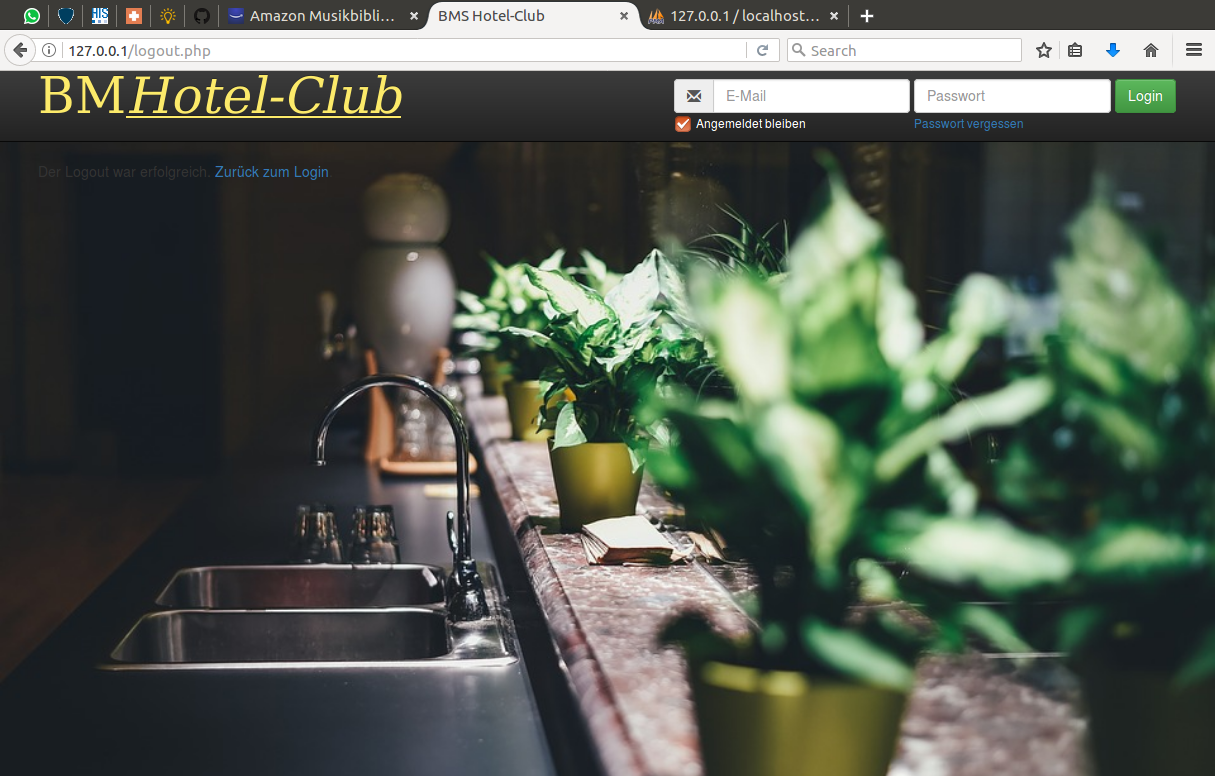 HIS
Amazon Musikbibli...
BMS Hotel-Club
127.0.0.1 / localhost...
127.0.0.1/logout.php
Search
BMHotel-Club
E-Mail
Passwort
Login
Angemeldet bleiben
Passwort vergessen
Der Logout war erfolgreich. Zurück zum Login